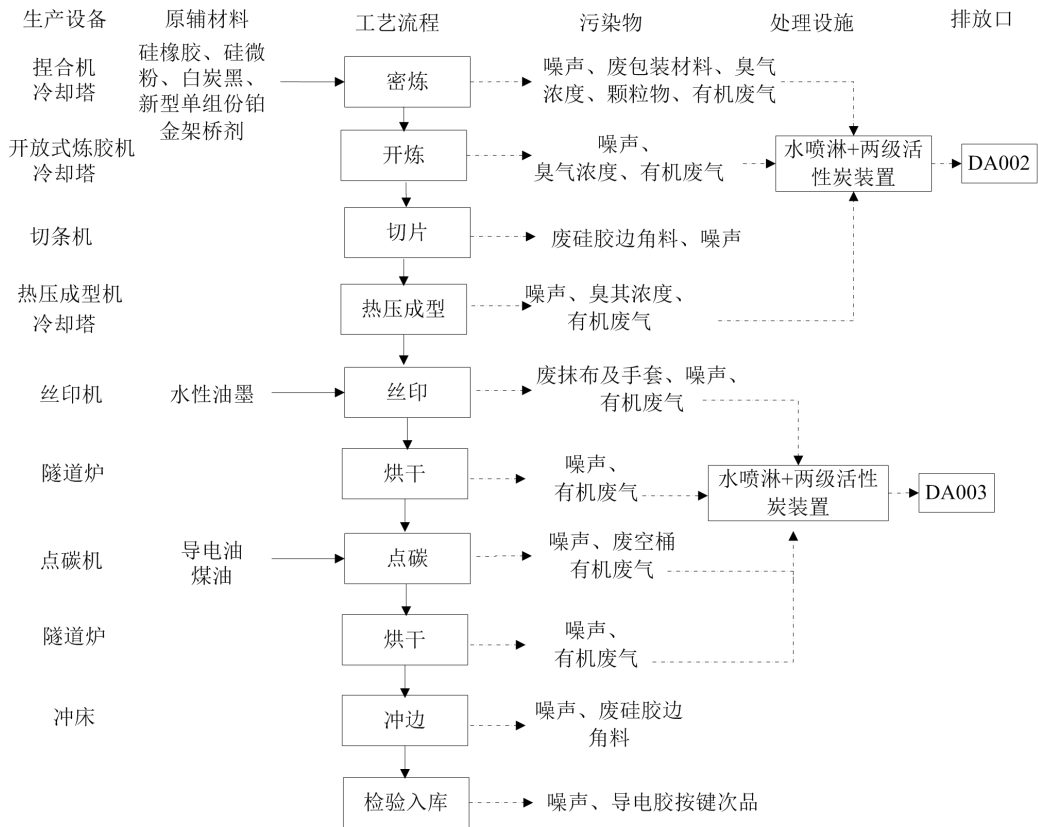 生产设备
原辅材料
工艺流程
污染物
处理设施
排放口
捏合机
冷却塔
硅橡胶、硅微
粉、白炭黑、
新型单组份铂
金架桥剂
密炼
噪声、废包装材料、臭气
浓度、颗粒物、有机废气
开放式炼胶机
冷却塔
开炼
噪声、
臭气浓度、有机废气
水喷淋+两级活
性炭装置
DA002
切条机
切片
废硅胶边角料、噪声
热压成型机
冷却塔
热压成型
噪声、臭其浓度、
有机废气
丝印机
水性油墨
丝印
废抹布及手套、噪声、
有机废气
隧道炉
烘干
噪声、
有机废气
水喷淋+两级活性
炭装置
DA003
点碳机
导电油
煤油
点碳
噪声、废空桶
有机废气
隧道炉
烘干
噪声、
有机废气
冲床
冲边
噪声、废硅胶边
角料
检验入库
噪声、导电胶按键次品